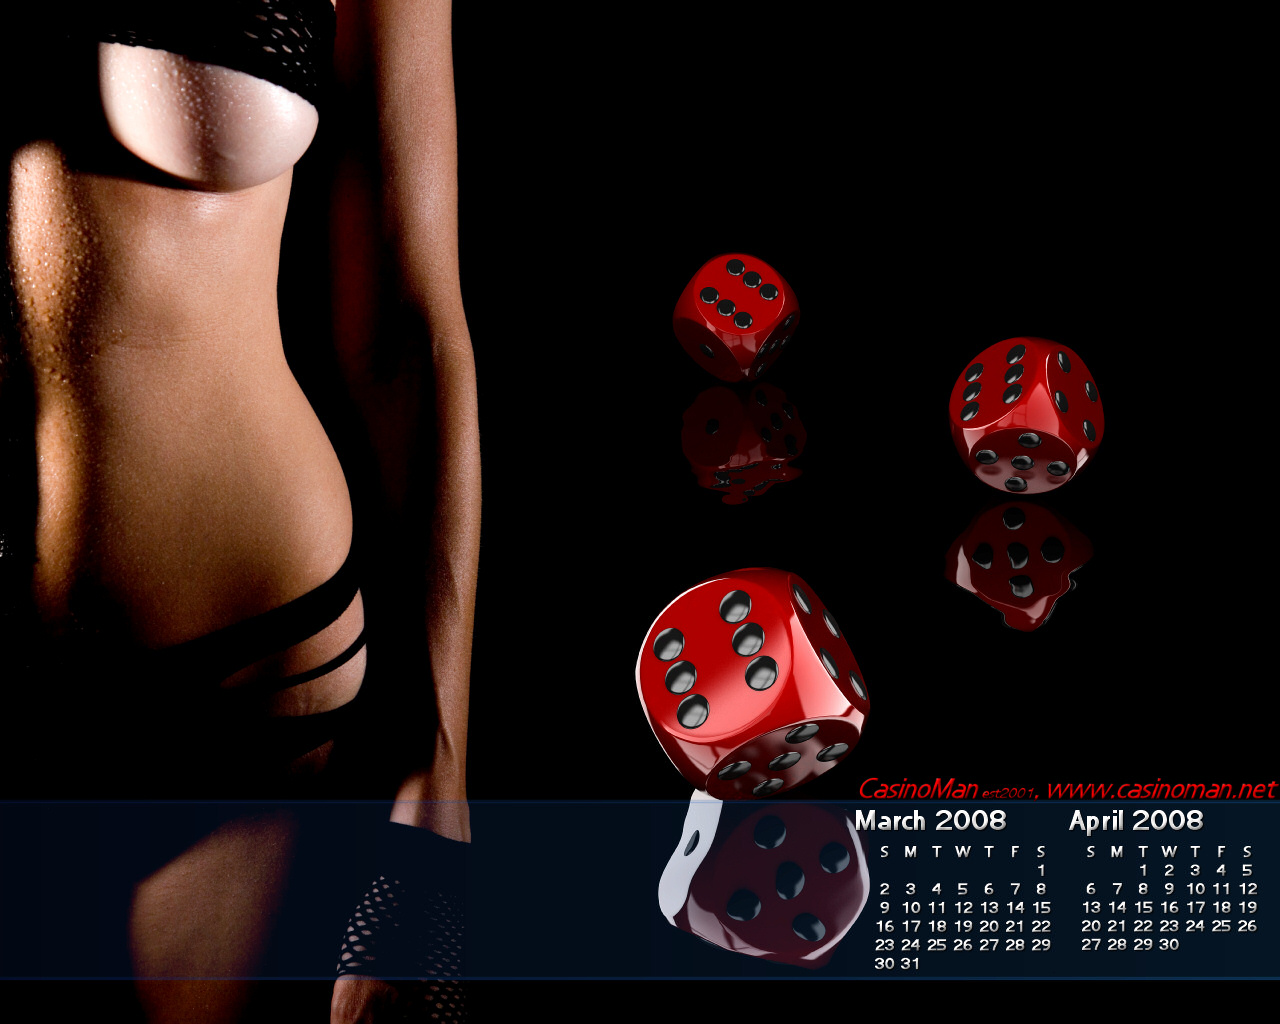 CasinoMan est2001. www.casinoman.net
March 2008 April 2008
S M T W T F S S M T W T F S
1 1 2 3 4 5
2 3 4 5 6 7 8 6 7 8 9 10 11 12
9 10 11 12 13 14 15 13 14 15 16 17 18 19
16 17 18 19 20 21 22 20 21 22 23 24 25 26
23 24 25 26 27 28 29 27 28 29 30
30 31